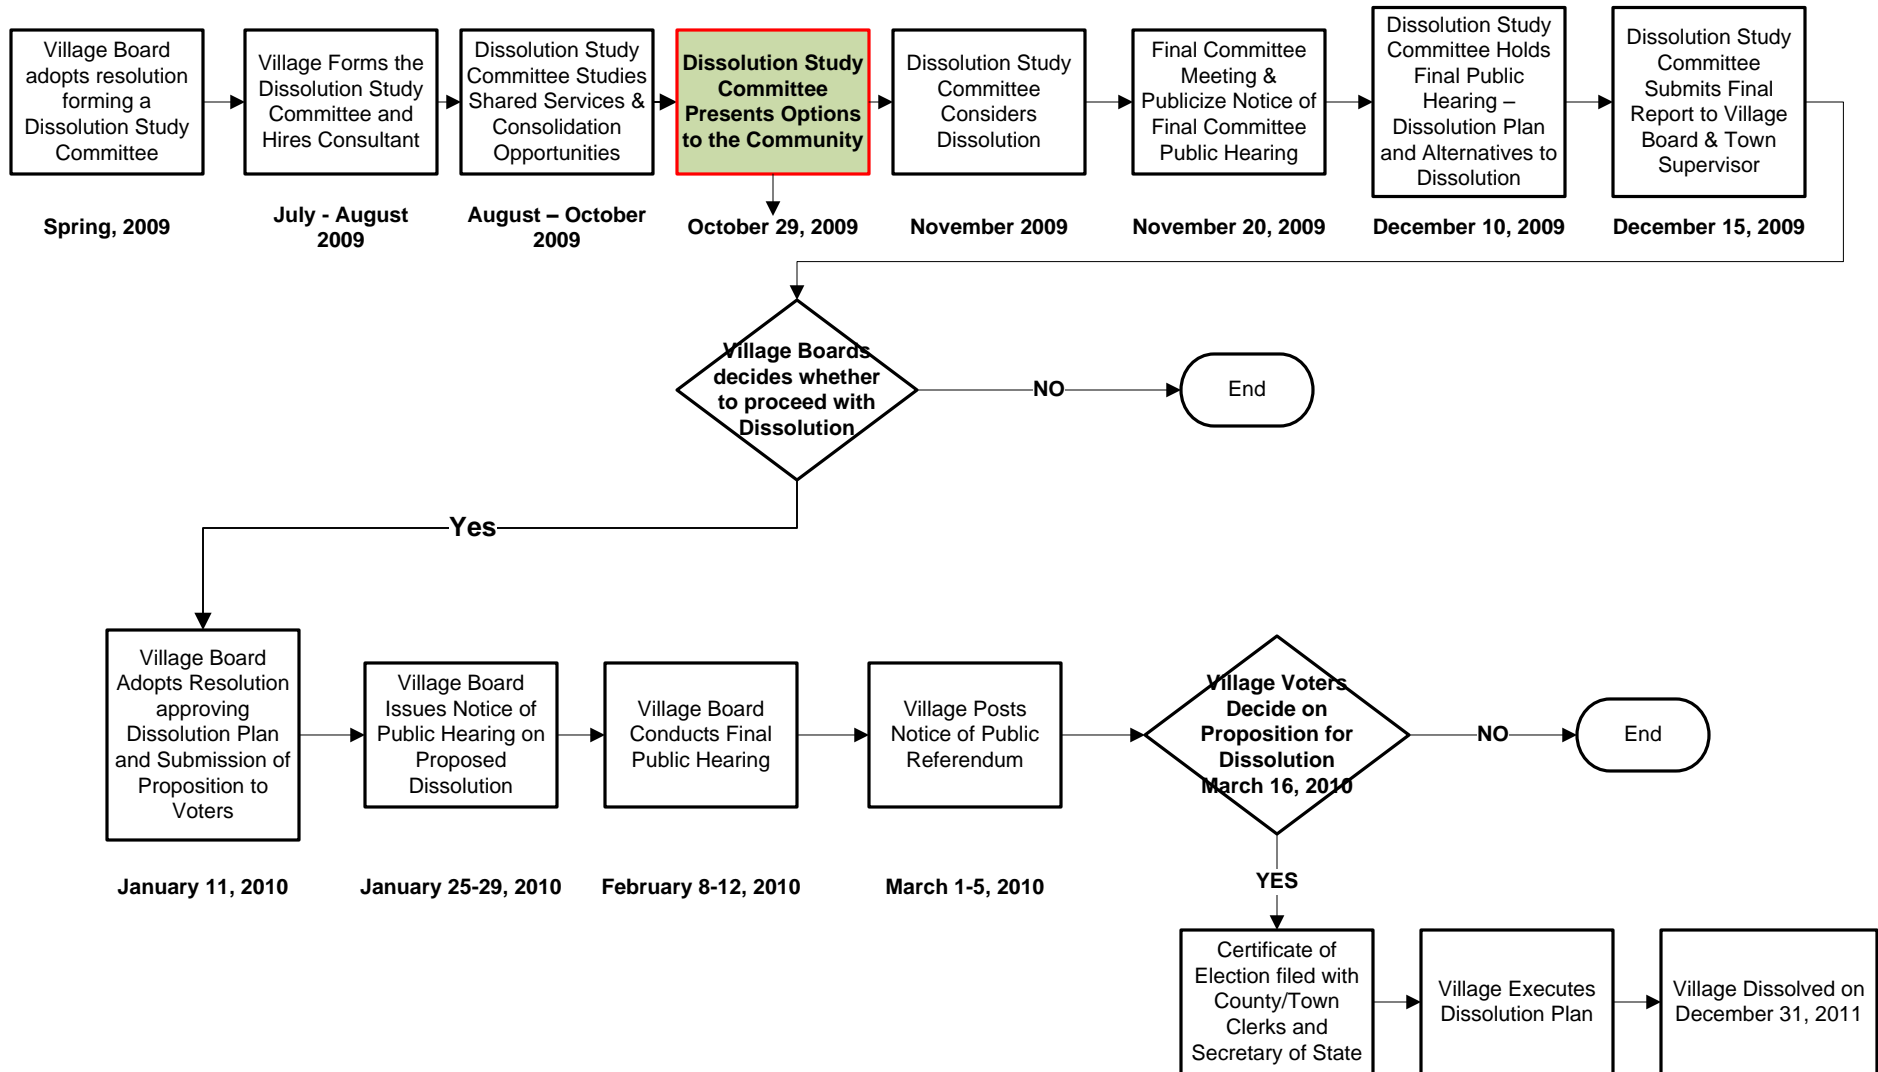 Village Board
adopts resolution
forming a
Dissolution Study
Committee
Village Forms the
Dissolution Study
Committee and
Hires Consultant
Dissolution Study
Committee Studies
Shared Services &
Consolidation
Opportunities
Dissolution Study
Committee
Presents Options
to the Community
Dissolution Study
Committee
Considers
Dissolution
Final Committee
Meeting &
Publicize Notice of
Final Committee
Public Hearing
Dissolution Study
Committee Holds
Final Public
Hearing –
Dissolution Plan
and Alternatives to
Dissolution
Dissolution Study
Committee
Submits Final
Report to Village
Board & Town
Supervisor
Spring, 2009
July - August
2009
August – October
2009
October 29, 2009
November 2009
November 20, 2009
December 10, 2009
December 15, 2009
Village Boards
decides whether
to proceed with
Dissolution
NO
End
Yes
Village Board
Adopts Resolution
approving
Dissolution Plan
and Submission of
Proposition to
Voters
Village Board
Issues Notice of
Public Hearing on
Proposed
Dissolution
Village Board
Conducts Final
Public Hearing
Village Posts
Notice of Public
Referendum
Village Voters
Decide on
Proposition for
Dissolution
March 16, 2010
NO
End
January 11, 2010
January 25-29, 2010
February 8-12, 2010
March 1-5, 2010
YES
Certificate of
Election filed with
County/Town
Clerks and
Secretary of State
Village Executes
Dissolution Plan
Village Dissolved on
December 31, 2011